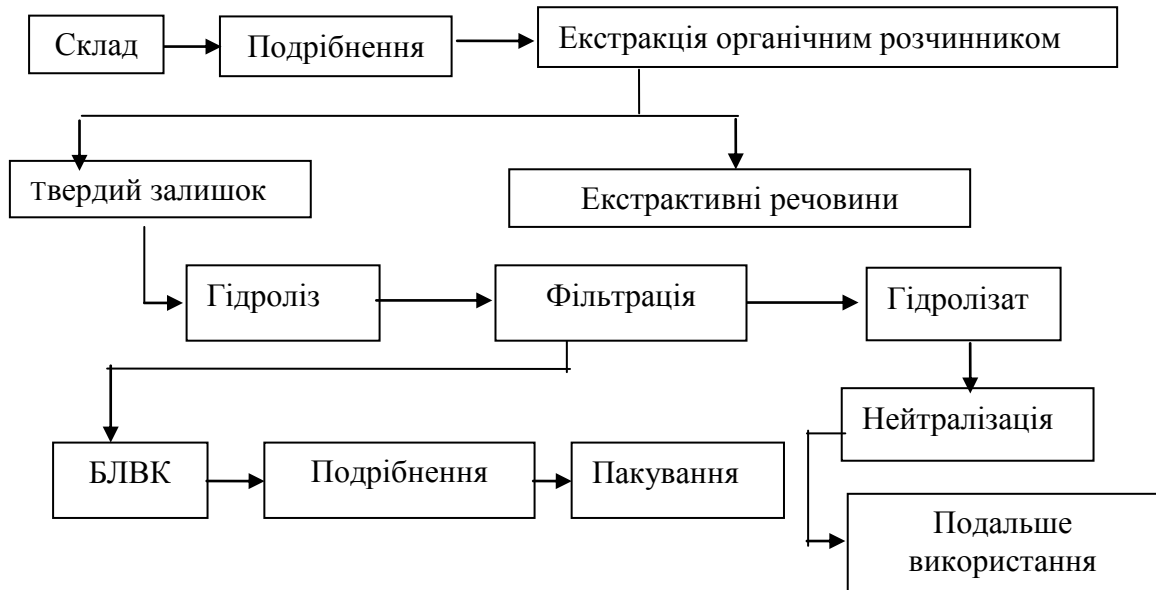 Склад
Подрібнення
Екстракція органічним розчинником
Твердий залишок
Екстрактивні речовини
Гідроліз
Фільтрація
Гідролізат
Нейтралізація
БЛВК
Подрібнення
Пакування
Подальше
використання